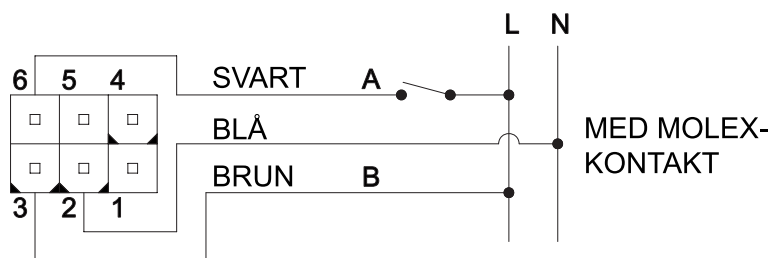 L N
6 5 4
SVART A
BLÅ
MED MOLEX-
KONTAKT
BRUN B
3 2 1